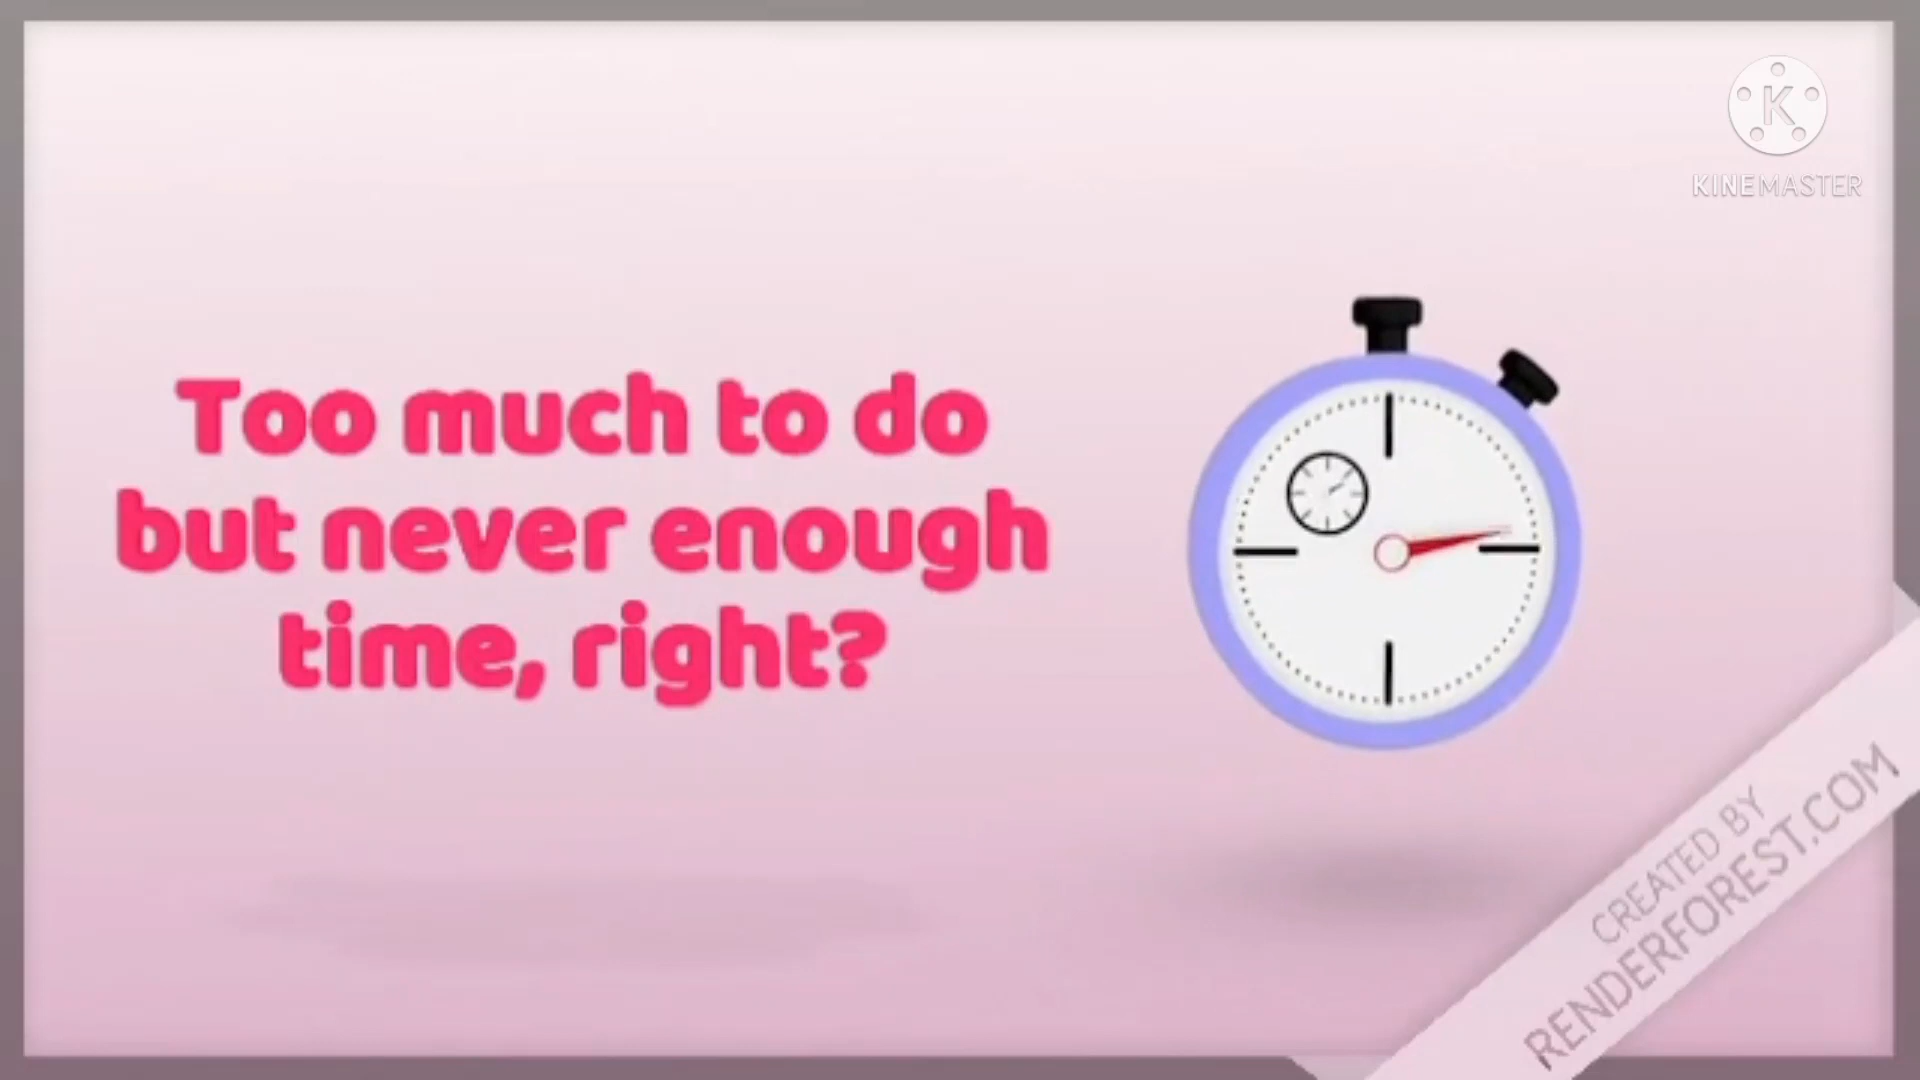 K
KINEMASTER
Too much to do
but never enough
time, right?
CREATED BY
RENDERFOREST.COM